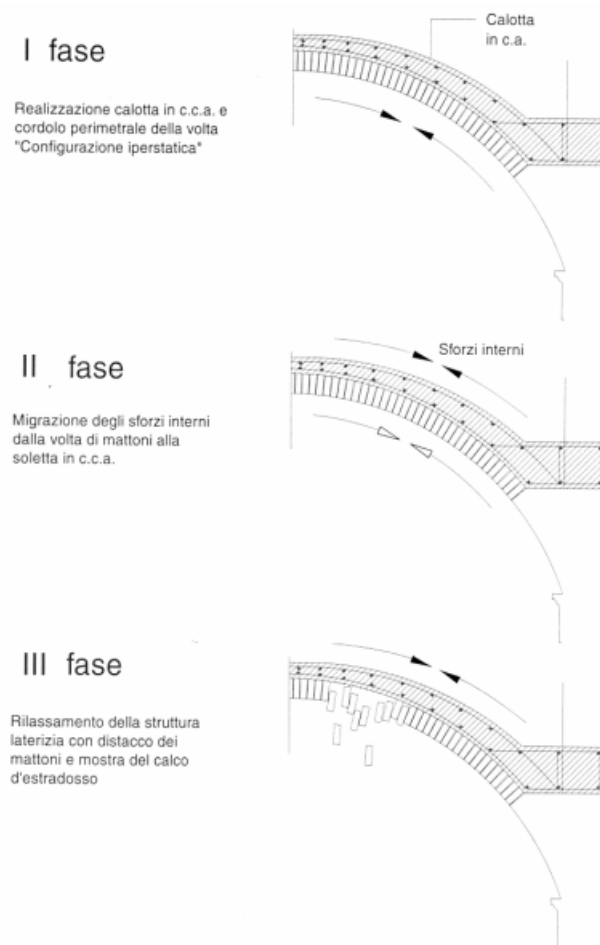 Calotta
in c.a.
I fase
Realizzazione calotta in c.c.a. e
cordolo perimetrale della volta
"Configurazione iperstatica"
Sforzi interni
II fase
Migrazione degli sforzi interni
dalla volta di mattoni alla
soletta in c.c.a.
III fase
Rilassamento della struttura
laterizia con distacco dei
mattoni e mostra del calco
d'estradosso